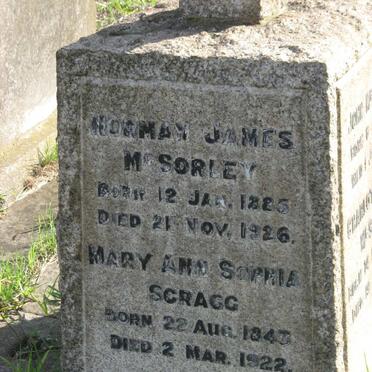 NORMAN JAMES
McSORLEY
BORN 12 JAN. 1885
DIED 21 NOV. 1926.
MARY ANN SOPHIA
SCRAGG
BORN 22 AUG. 1843
DIED 2 MAR. 1922.